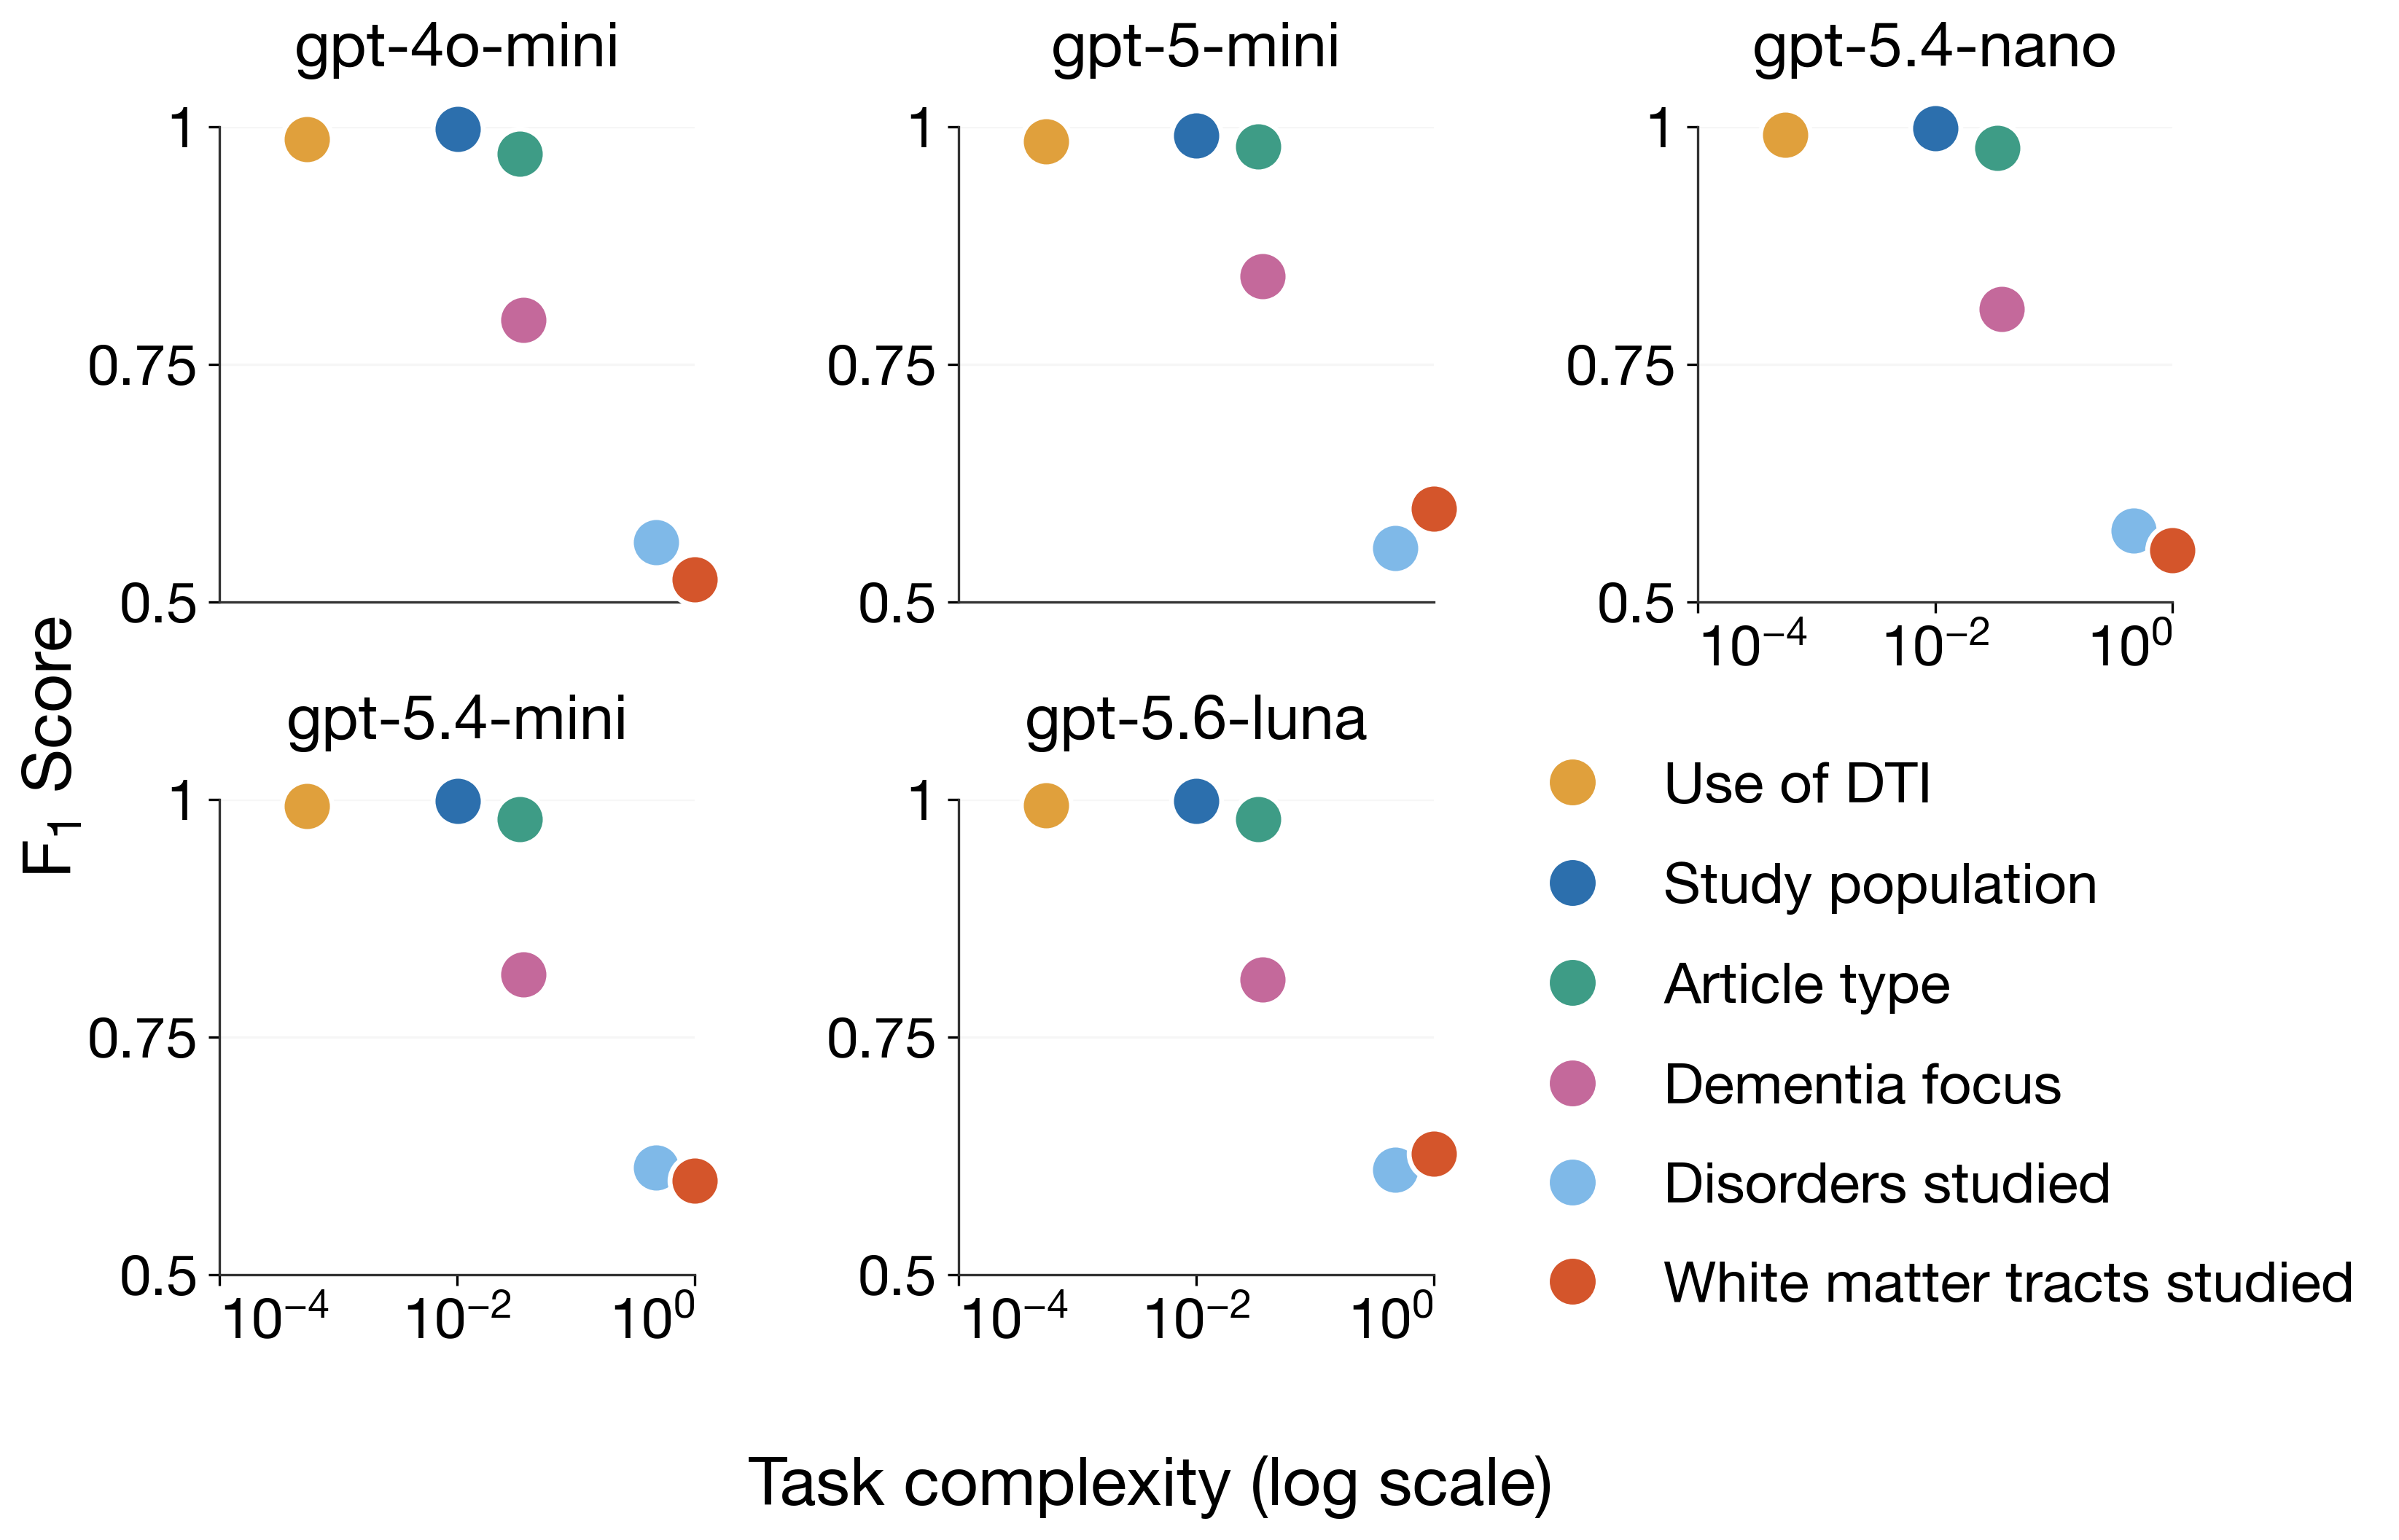 gpt-4o-mini
gpt-5-mini
gpt-5.4-nano
1
0.75
0.5
1
0.75
0.5
1
0.75
0.5
10⁻⁴
10⁻²
10⁰
gpt-5.4-mini
gpt-5.6-luna
1
0.75
0.5
10⁻⁴
10⁻²
10⁰
1
0.75
0.5
10⁻⁴
10⁻²
10⁰
Use of DTI
Study population
Article type
Dementia focus
Disorders studied
White matter tracts studied
F₁ Score
Task complexity (log scale)